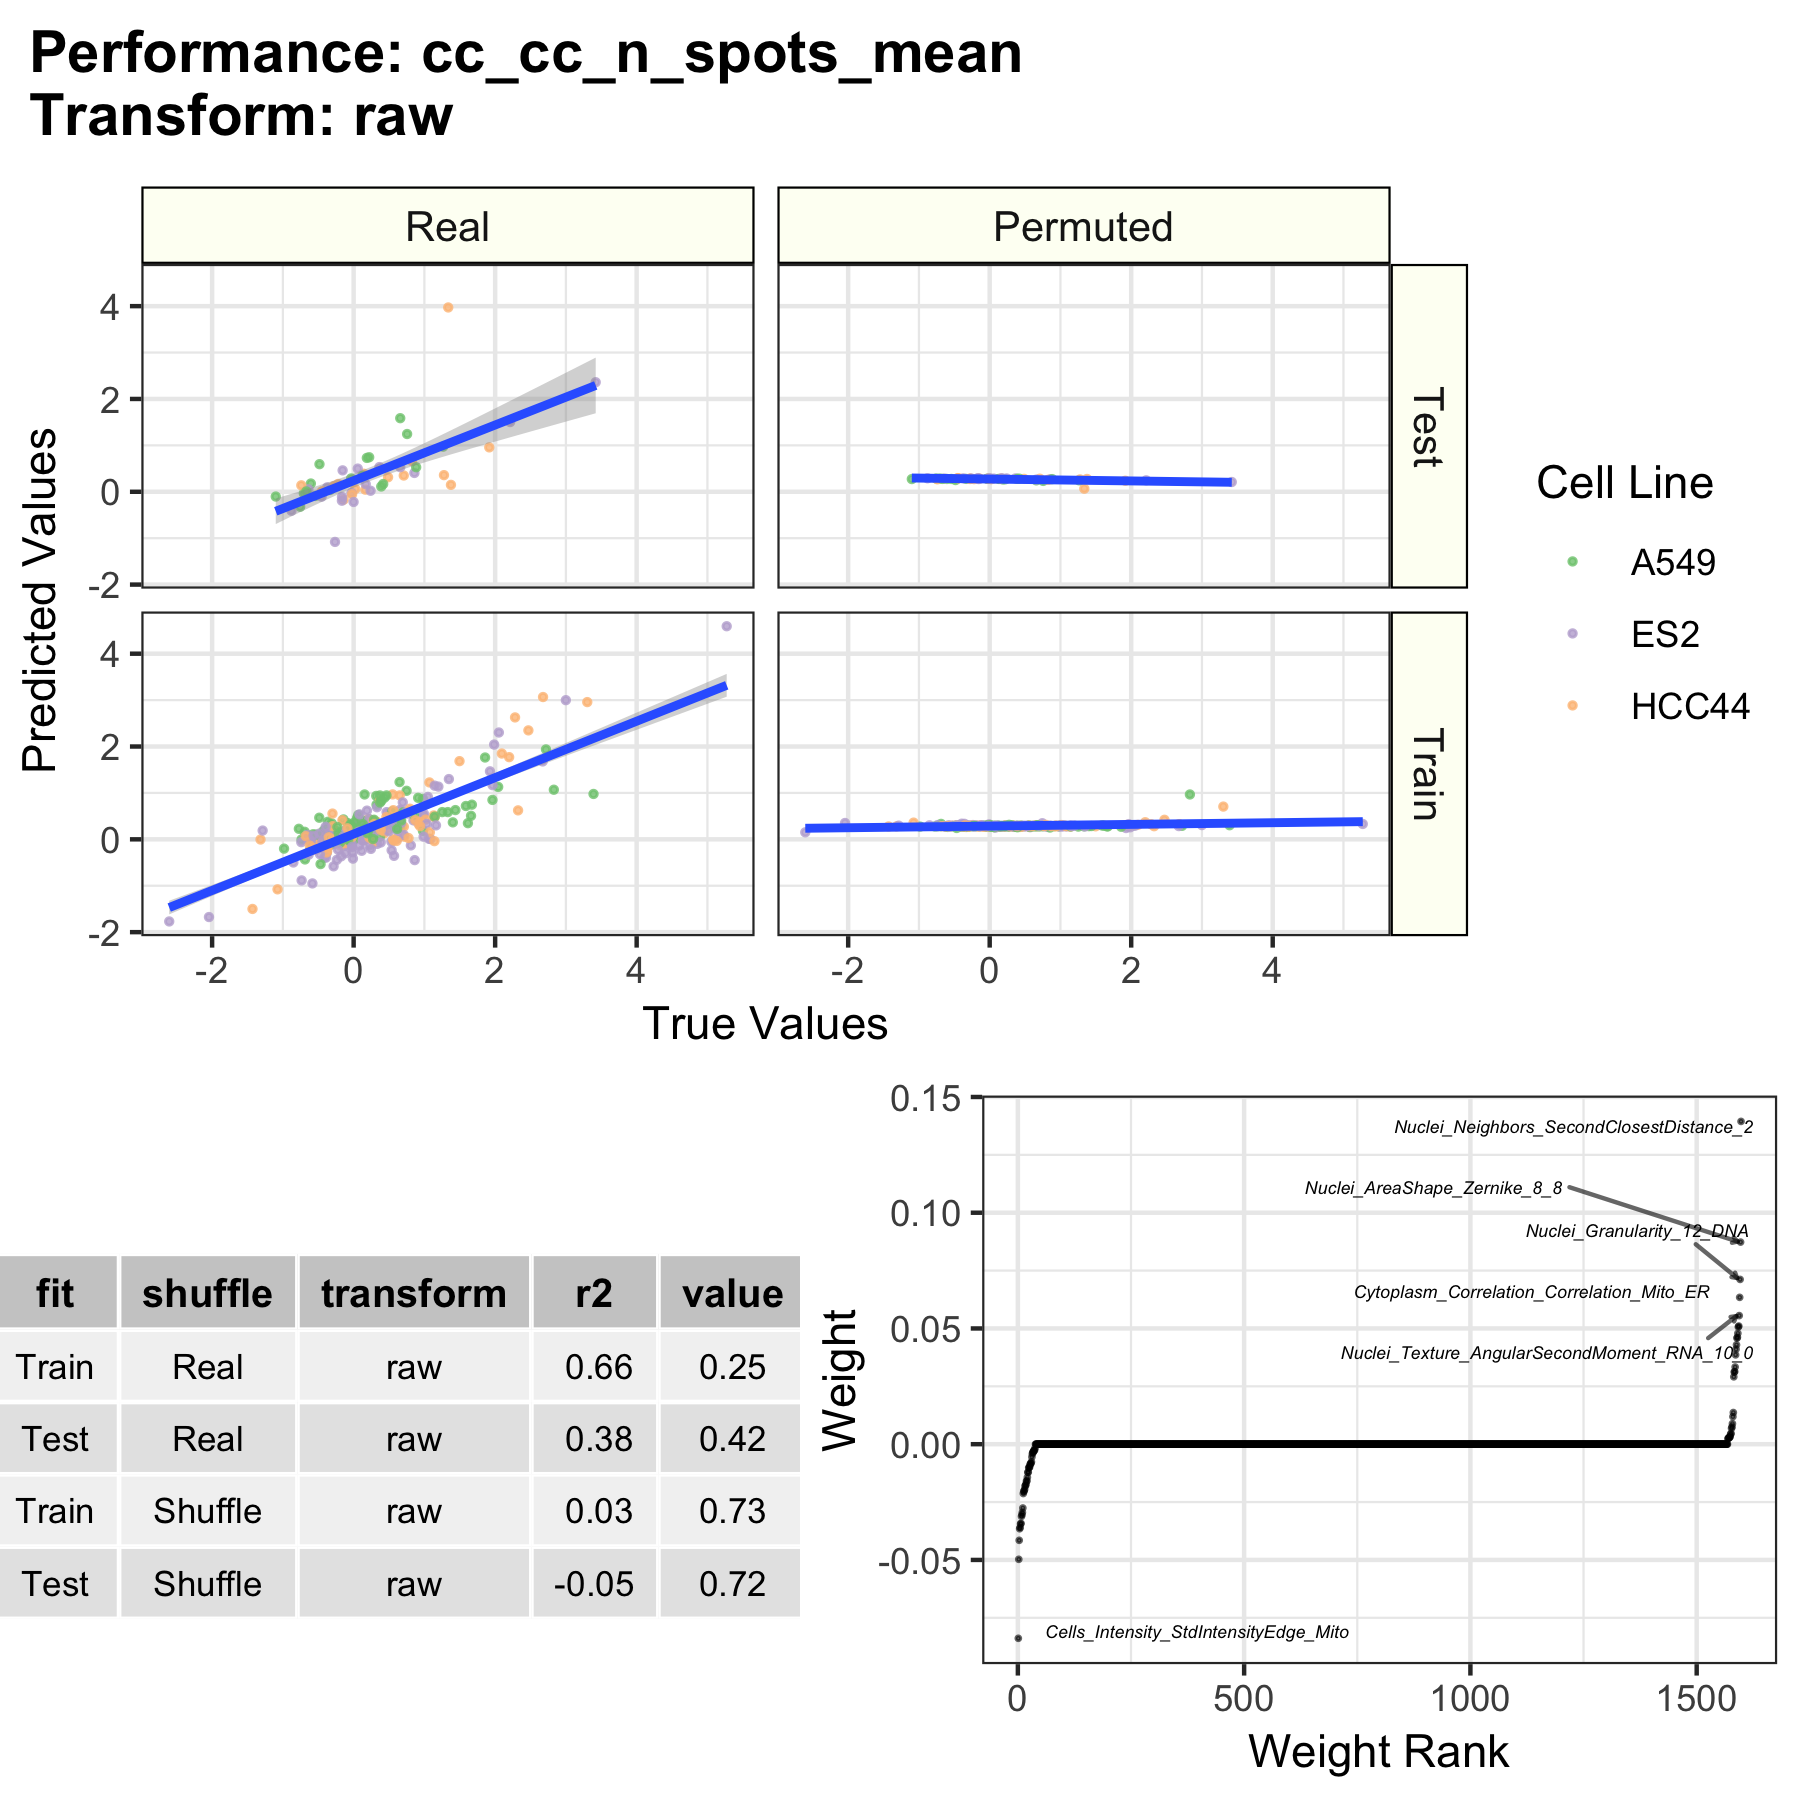 Performance: cc_cc_n_spots_mean
Transform: raw
Real
Permuted
4
2
0
-2
Test
4
2
0
-2
Train
-2 0 2 4
-2 0 2 4
Predicted Values
True Values
Cell Line
A549
ES2
HCC44
fit shuffle transform r2 value
Train Real raw 0.66 0.25
Test Real raw 0.38 0.42
Train Shuffle raw 0.03 0.73
Test Shuffle raw -0.05 0.72
Weight
0.15
0.10
0.05
0.00
-0.05
Nuclei_Neighbors_SecondClosestDistance_2
Nuclei_AreaShape_Zernike_8_8
Nuclei_Granularity_12_DNA
Cytoplasm_Correlation_Correlation_Mito_ER
Nuclei_Texture_AngularSecondMoment_RNA_10_0
Cells_Intensity_StdIntensityEdge_Mito
0 500 1000 1500
Weight Rank